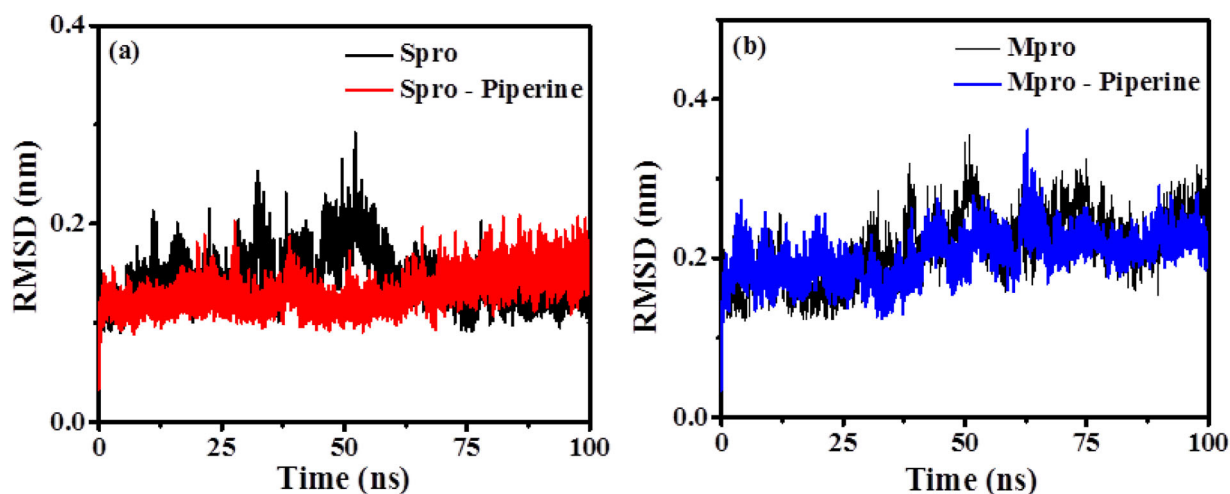 (a)
Spro
Spro - Piperine
RMSD (nm)
0.4
0.2
0.0
0
25
50
75
100
Time (ns)
(b)
Mpro
Mpro - Piperine
RMSD (nm)
0.4
0.2
0.0
0
25
50
75
100
Time (ns)